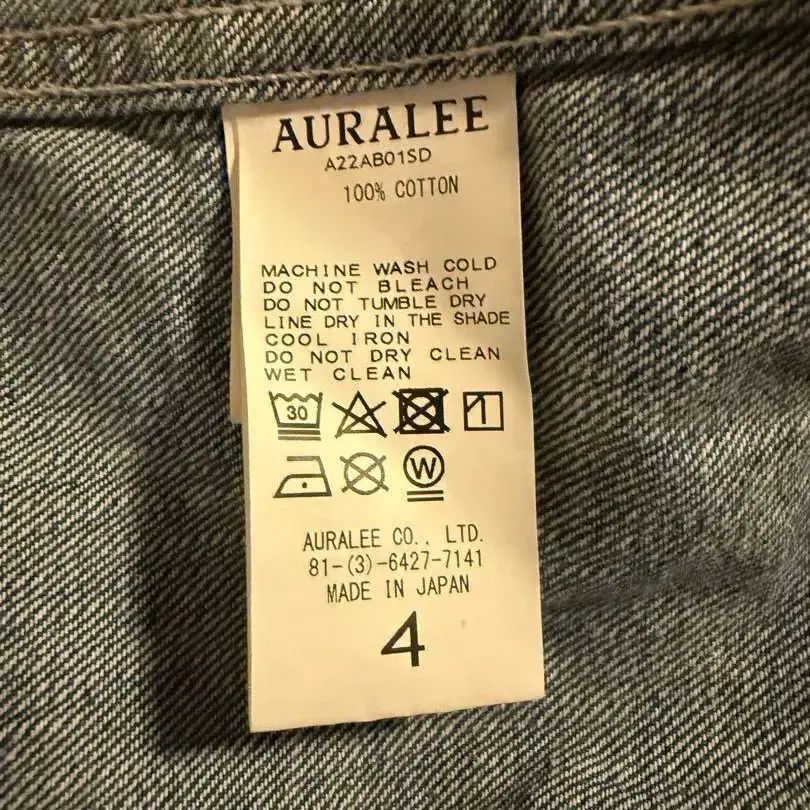 AURALEE
A22AB01SD
100% COTTON
MACHINE WASH COLD
DO NOT BLEACH
DO NOT TUMBLE DRY
LINE DRY IN THE SHADE
COOL IRON
DO NOT DRY CLEAN
WET CLEAN
30
W
AURALEE CO., LTD.
81-(3)-6427-7141
MADE IN JAPAN
4